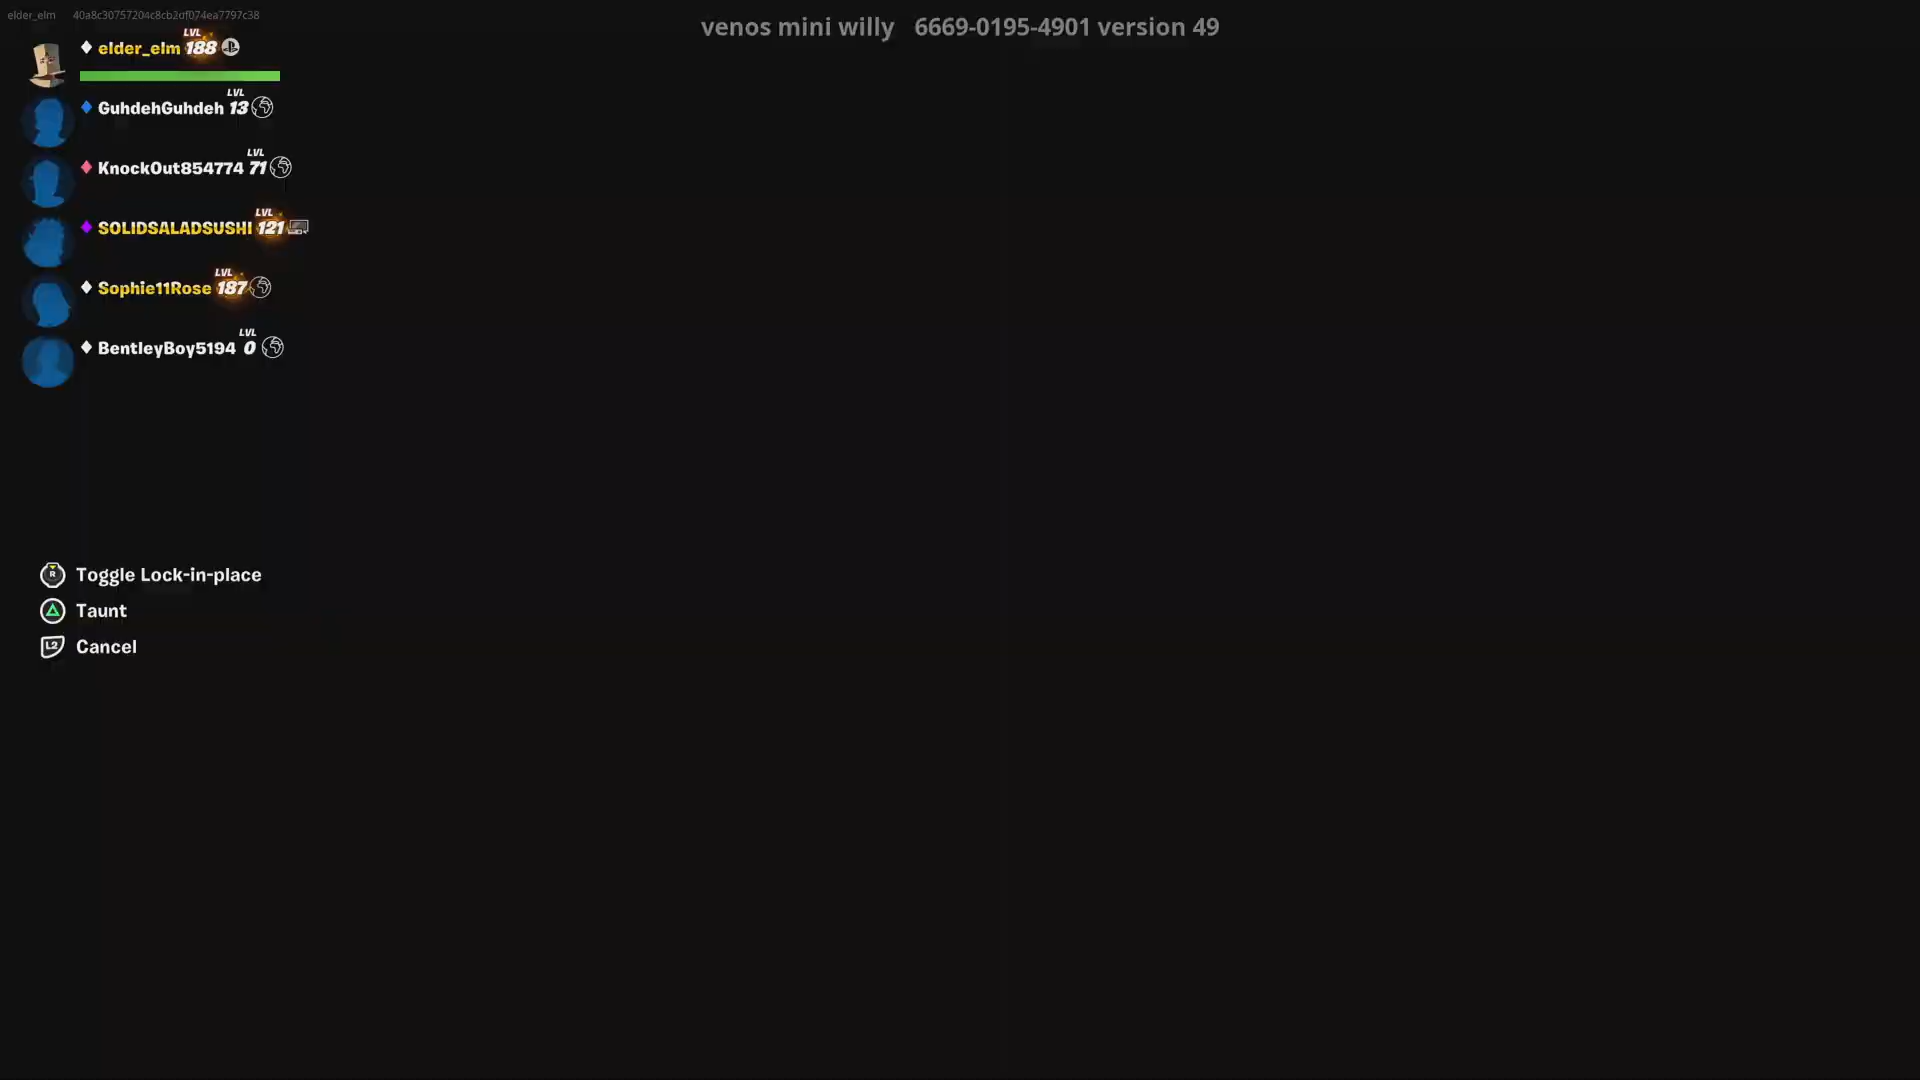 elder_elm 40a8c30757204c8cb2df074ea7797c38
venos mini willy 6669-0195-4901 version 49
LVL
elder_elm 188
LVL
GuhdehGuhdeh 13
LVL
KnockOut854774 71
LVL
SOLIDSALADSUSHI 121
LVL
Sophie11Rose 187
LVL
BentleyBoy5194 0
R Toggle Lock-in-place
Taunt
L2 Cancel